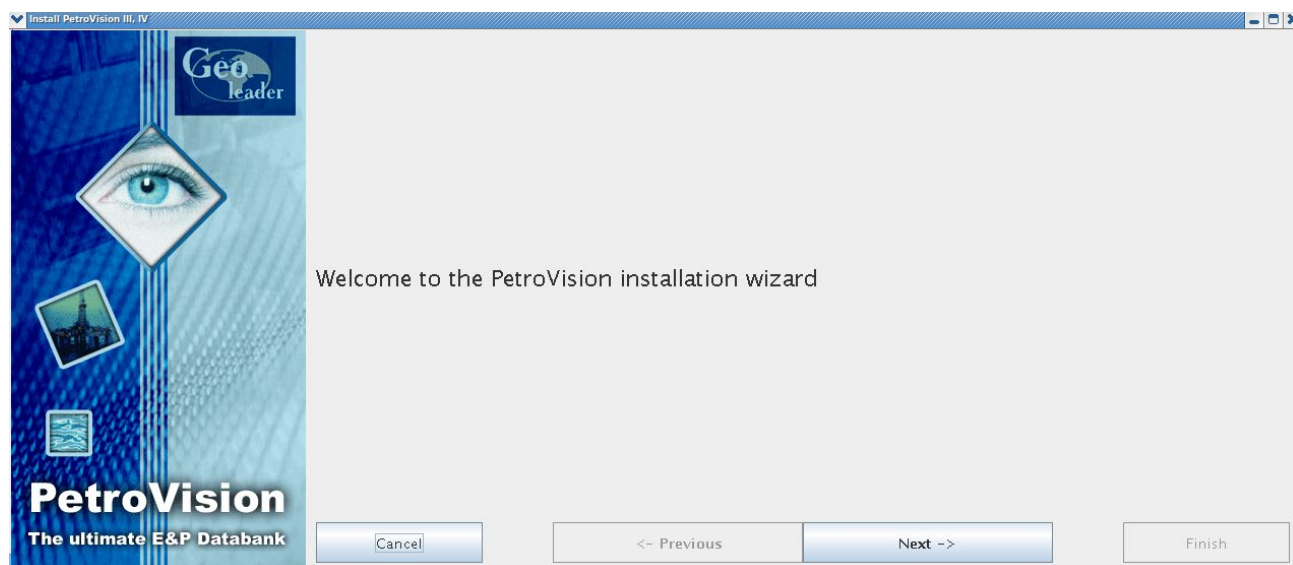 Install PetroVision III, IV
Geo
leader
Welcome to the PetroVision installation wizard
PetroVision
The ultimate E&P Databank
Cancel
<- Previous
Next ->
Finish